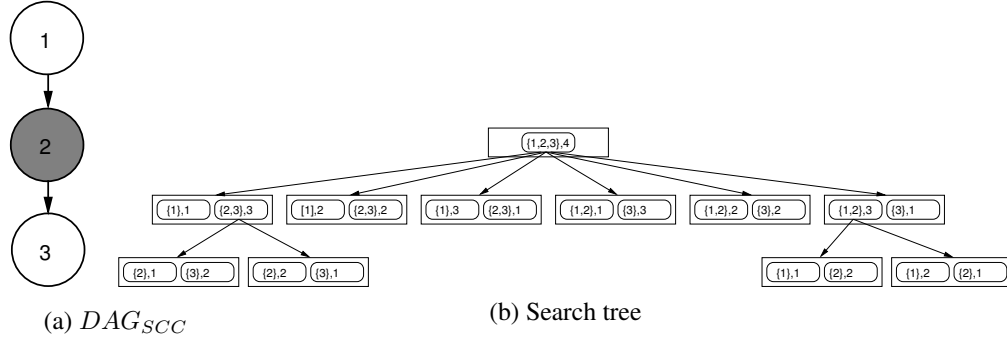 1
2
3
(a) DAG_SCC
{1,2,3},4
{1},1 {2,3},3 [1],2 {2,3},2 {1},3 {2,3},1 {1,2},1 {3},3 {1,2},2 {3},2 {1,2},3 {3},1
{2},1 {3},2 {2},2 {3},1 {1},1 {2},2 {1},2 {2},1
(b) Search tree